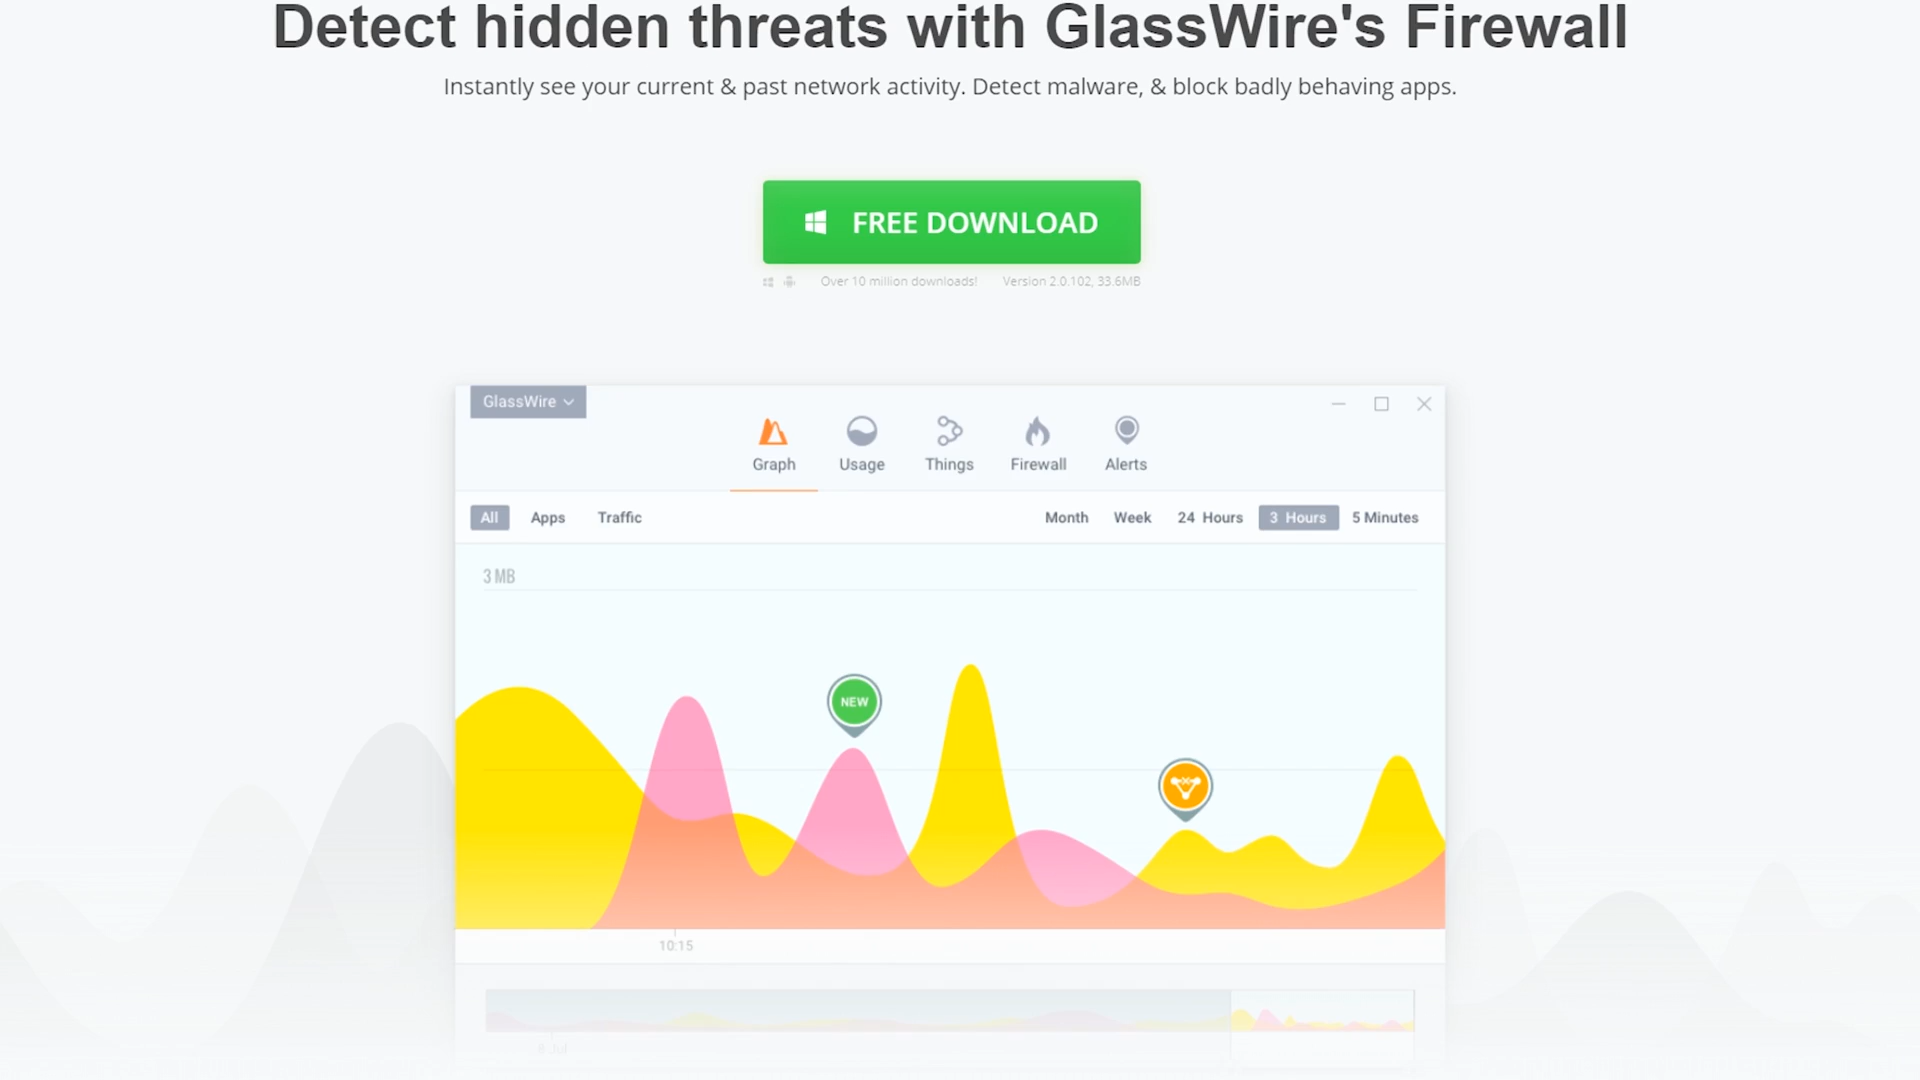 Detect hidden threats with GlassWire's Firewall
Instantly see your current & past network activity. Detect malware, & block badly behaving apps.
FREE DOWNLOAD
Over 10 million downloads! Version 2.0.102, 33.6MB
GlassWire
Graph Usage Things Firewall Alerts
All Apps Traffic Month Week 24 Hours 3 Hours 5 Minutes
3 MB
NEW
10:15